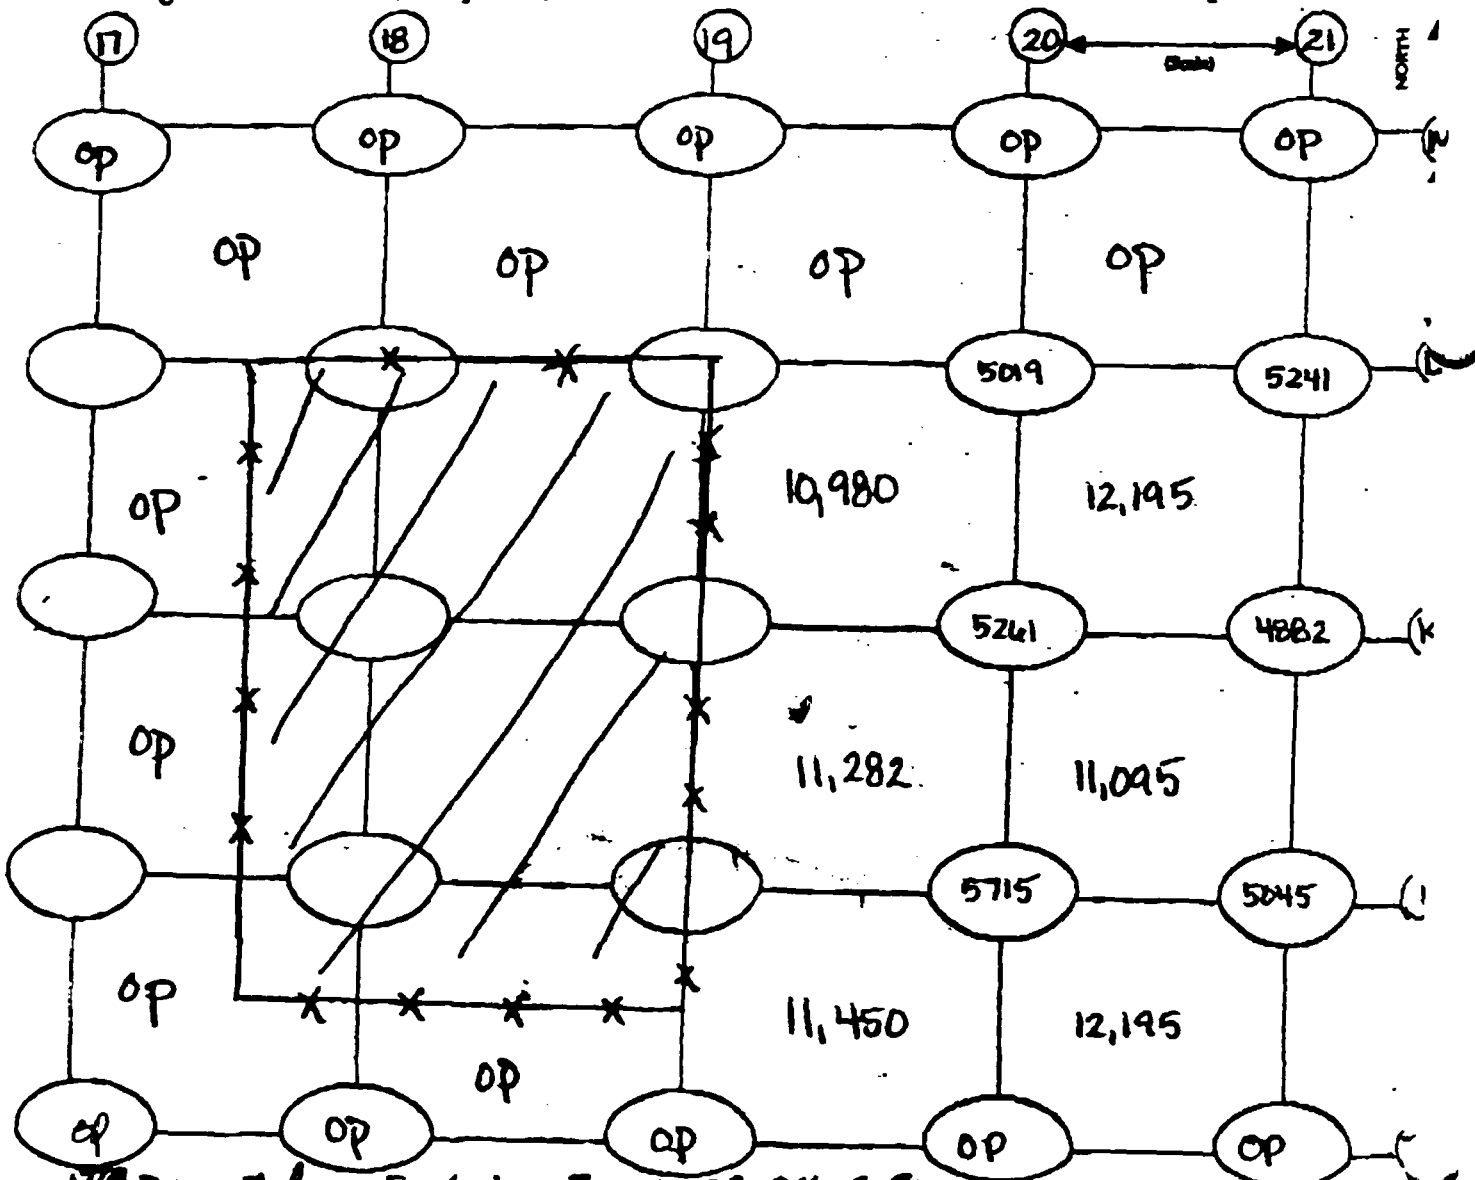 17 18 19 20 21
NORTH
(Scale)
OP OP OP OP OP N
OP OP OP OP
5019 5241 L
OP 10,980 12,195
5261 4882 K
OP 11,282 11,095
5715 5045
OP 11,450 12,195
OP
OP OP OP OP OP